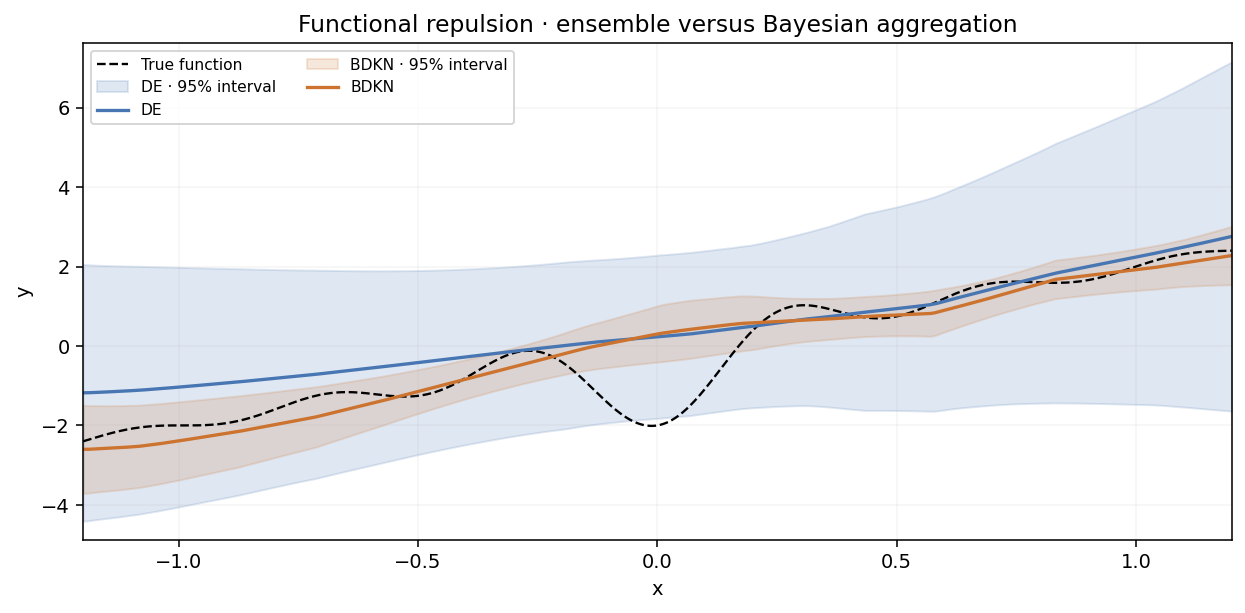 Functional repulsion · ensemble versus Bayesian aggregation
True function
DE · 95% interval
DE
BDKN · 95% interval
BDKN
y
6
4
2
0
−2
−4
−1.0 −0.5 0.0 0.5 1.0
x